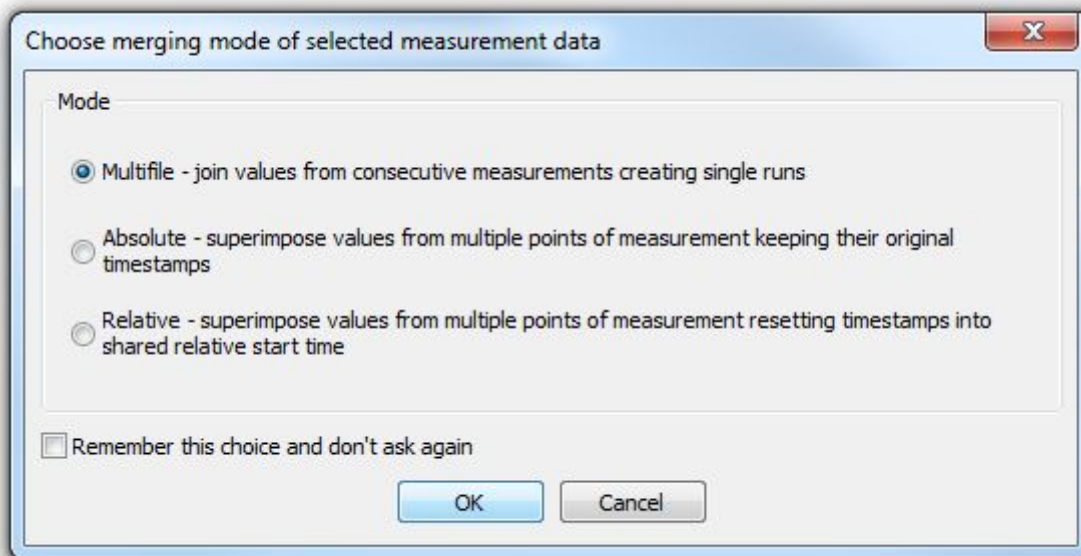 Choose merging mode of selected measurement data
Mode
Multifile - join values from consecutive measurements creating single runs
Absolute - superimpose values from multiple points of measurement keeping their original
timestamps
Relative - superimpose values from multiple points of measurement resetting timestamps into
shared relative start time
Remember this choice and don't ask again
OK Cancel